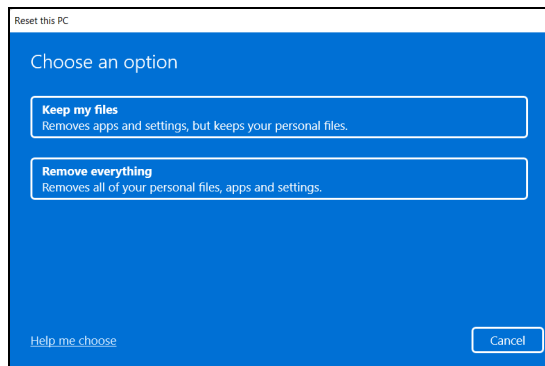 Reset this PC
Choose an option
Keep my files
Removes apps and settings, but keeps your personal files.
Remove everything
Removes all of your personal files, apps and settings.
Help me choose
Cancel